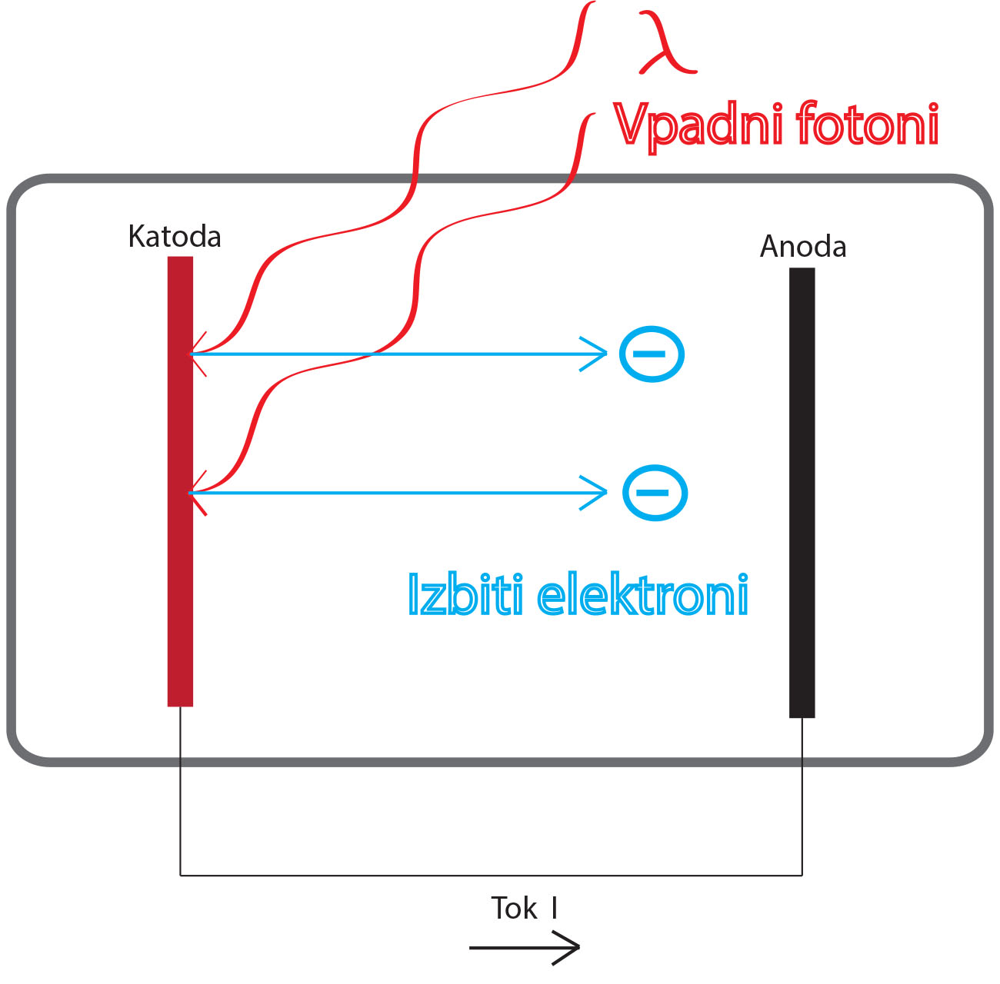 λ
Vpadni fotoni
Katoda
Anoda
Izbiti elektroni
Tok I